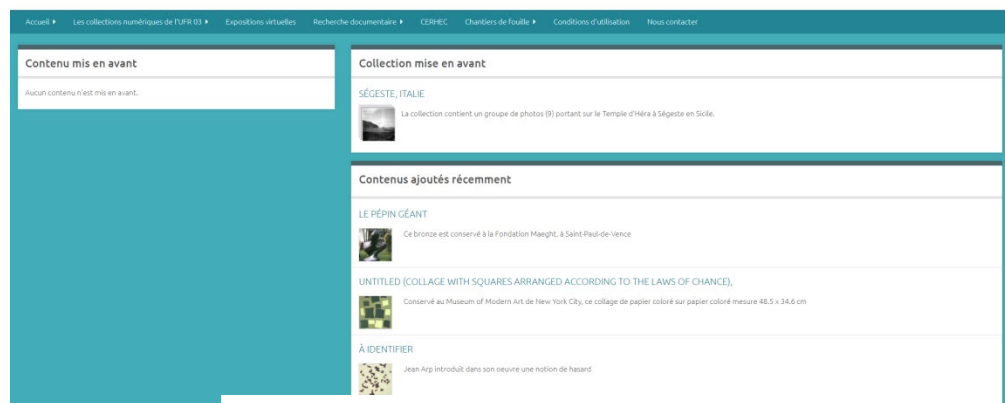 Accueil Les collections numériques de l'UFR 03 Expositions virtuelles Recherche documentaire CERHEC Chantiers de fouille Conditions d'utilisation Nous contacter
Contenu mis en avant
Aucun contenu n'est mis en avant.
Collection mise en avant
SÉGESTE, ITALIE
La collection contient un groupe de photos (9) portant sur le Temple d'Héra à Ségeste en Sicile.
Contenus ajoutés récemment
LE PÉPIN GÉANT
Ce bronze est conservé à la Fondation Maeght, à Saint-Paul-de-Vence
UNTITLED (COLLAGE WITH SQUARES ARRANGED ACCORDING TO THE LAWS OF CHANCE),
Conservé au Museum of Modern Art de New York City, ce collage de papier coloré sur papier coloré mesure 48.5 x 34.6 cm
À IDENTIFIER
Jean Arp introduit dans son oeuvre une notion de hasard